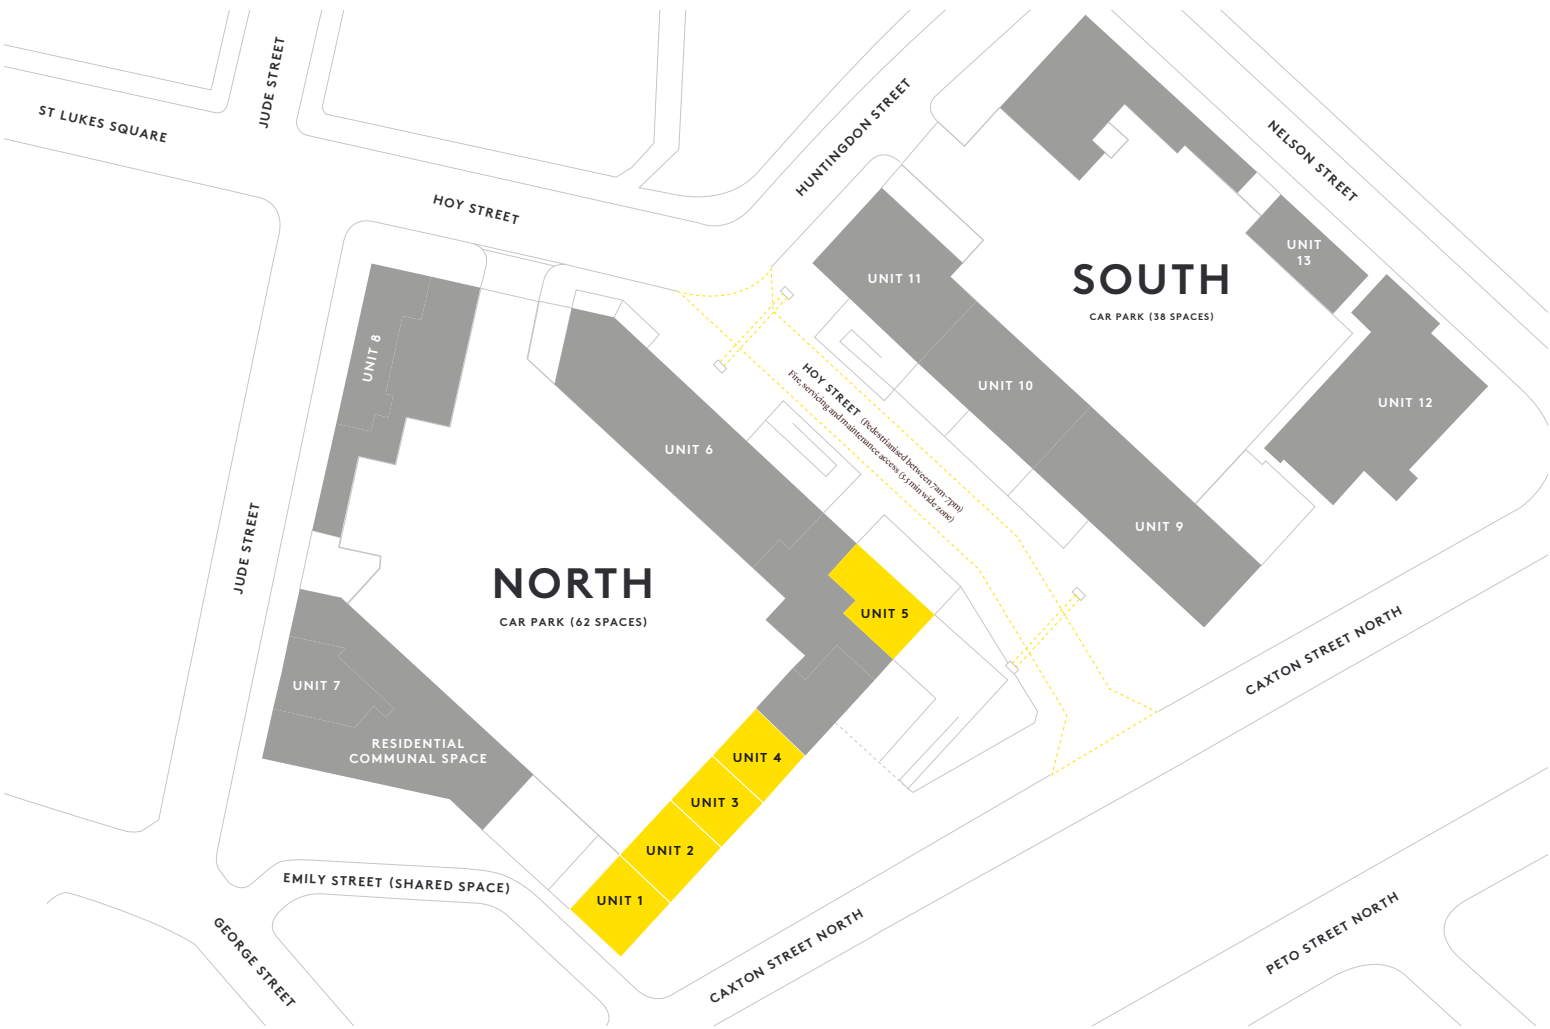 JUDE STREET
ST LUKES SQUARE
HOY STREET
HUNTINGDON STREET
NELSON STREET
UNIT 11
SOUTH
CAR PARK (38 SPACES)
UNIT
13
UNIT 8
UNIT 10
UNIT 12
HOY STREET (Pedestrianised between 7am-7pm)
Fire, servicing and maintenance access (3.5 min wide zone)
UNIT 6
UNIT 9
JUDE STREET
NORTH
CAR PARK (62 SPACES)
UNIT 5
CAXTON STREET NORTH
UNIT 7
RESIDENTIAL
COMMUNAL SPACE
UNIT 4
UNIT 3
UNIT 2
UNIT 1
EMILY STREET (SHARED SPACE)
GEORGE STREET
CAXTON STREET NORTH
PETO STREET NORTH